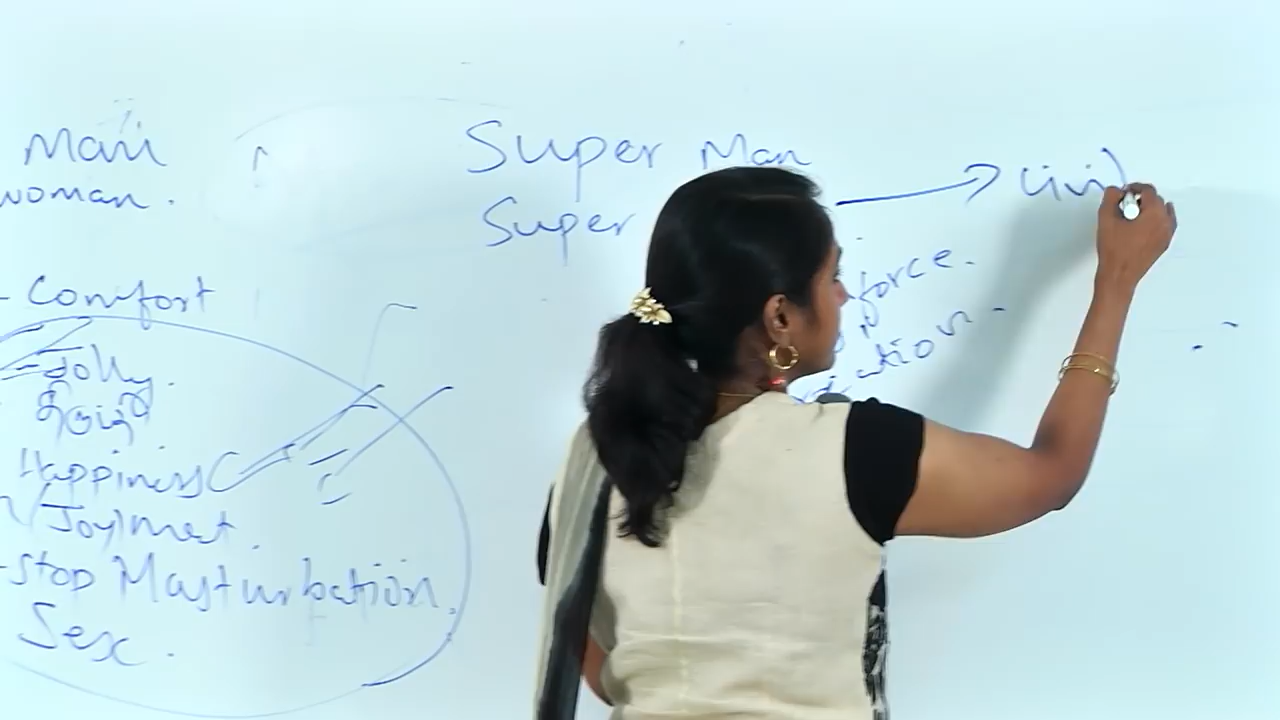 Man
woman.
Super Man
Super
- Comfort
- Jolly.
Happiness
Joyment.
- Stop Masturbation.
Sex.
force.